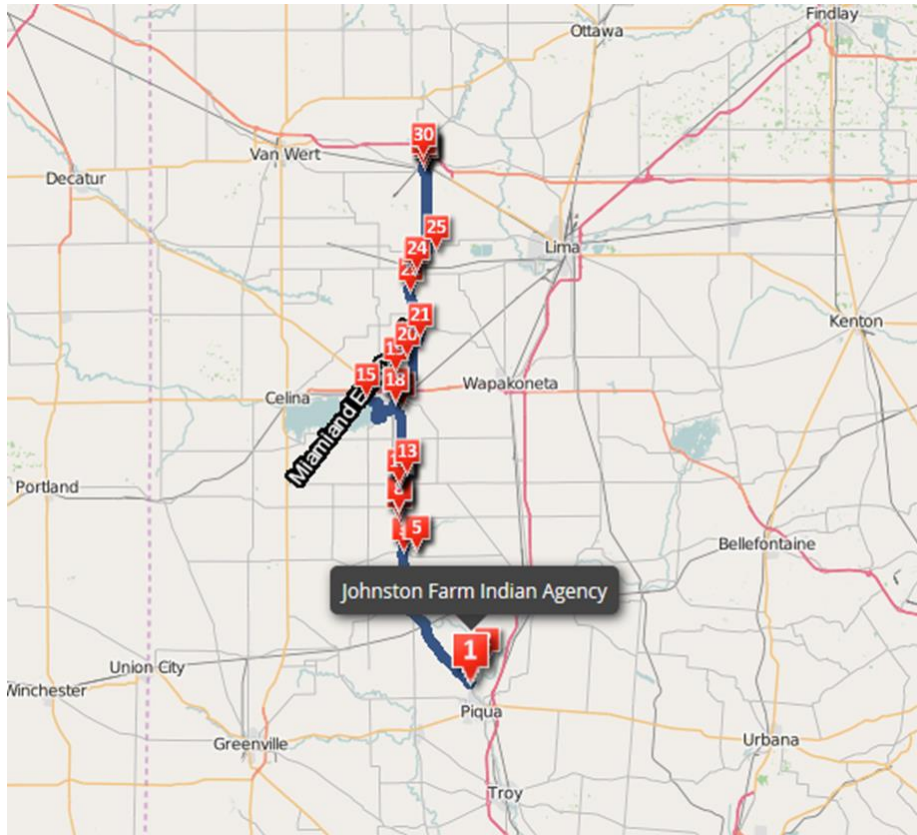 Findlay
Ottawa
30
Van Wert
Decatur
25
24
Lima
21
Kenton
20
15
18
Wapakoneta
Celina
Miamiland
13
Portland
8
5
Bellefontaine
Johnston Farm Indian Agency
1
Union City
Winchester
Piqua
Greenville
Urbana
Troy